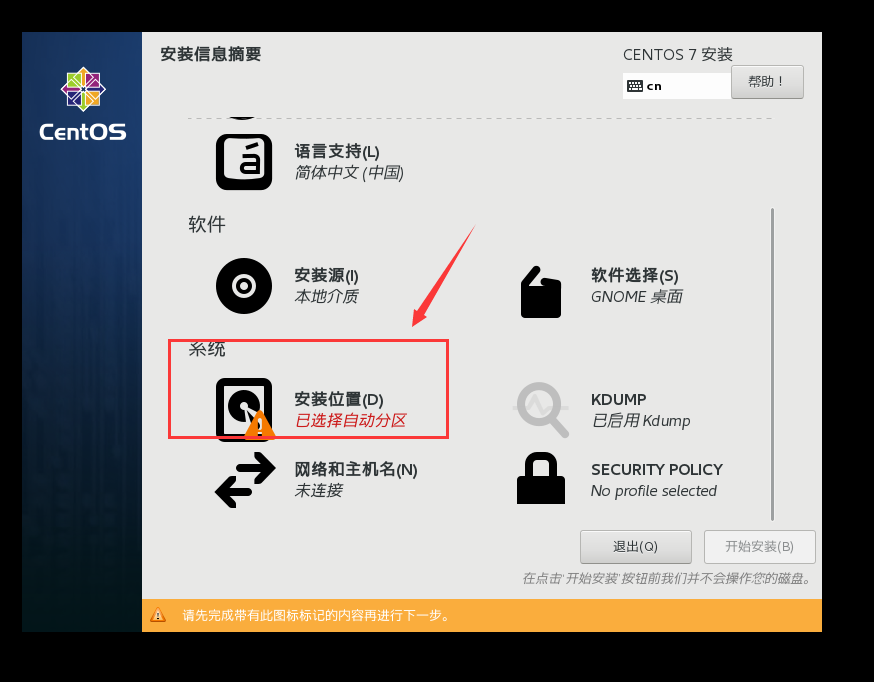 安装信息摘要
CENTOS 7 安装
cn
帮助！
CentOS
语言支持(L)
简体中文 (中国)
软件
安装源(I)
本地介质
软件选择(S)
GNOME 桌面
系统
安装位置(D)
已选择自动分区
KDUMP
已启用 Kdump
网络和主机名(N)
未连接
SECURITY POLICY
No profile selected
退出(Q)
开始安装(B)
在点击'开始安装'按钮前我们并不会操作您的磁盘。
请先完成带有此图标标记的内容再进行下一步。